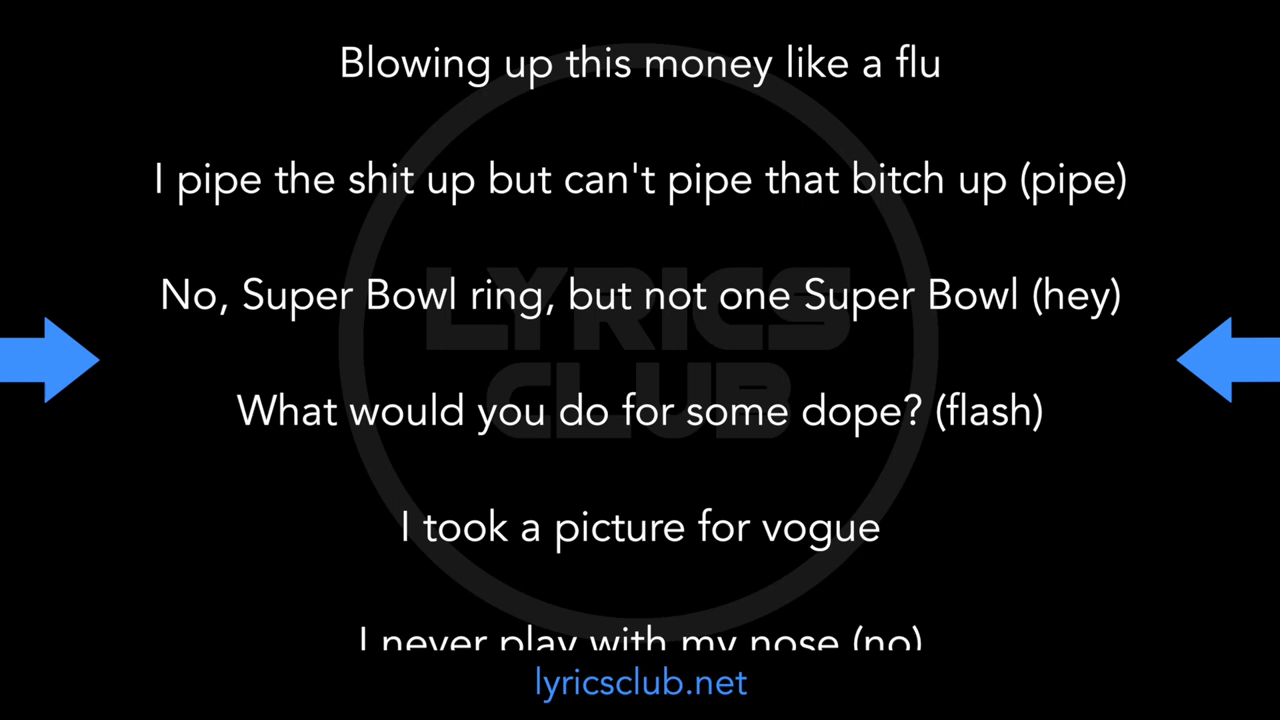 Blowing up this money like a flu
I pipe the shit up but can't pipe that bitch up (pipe)
No, Super Bowl ring, but not one Super Bowl (hey)
What would you do for some dope? (flash)
I took a picture for vogue
I never play with my nose (no)
LYRICS
CLUB
lyricsclub.net